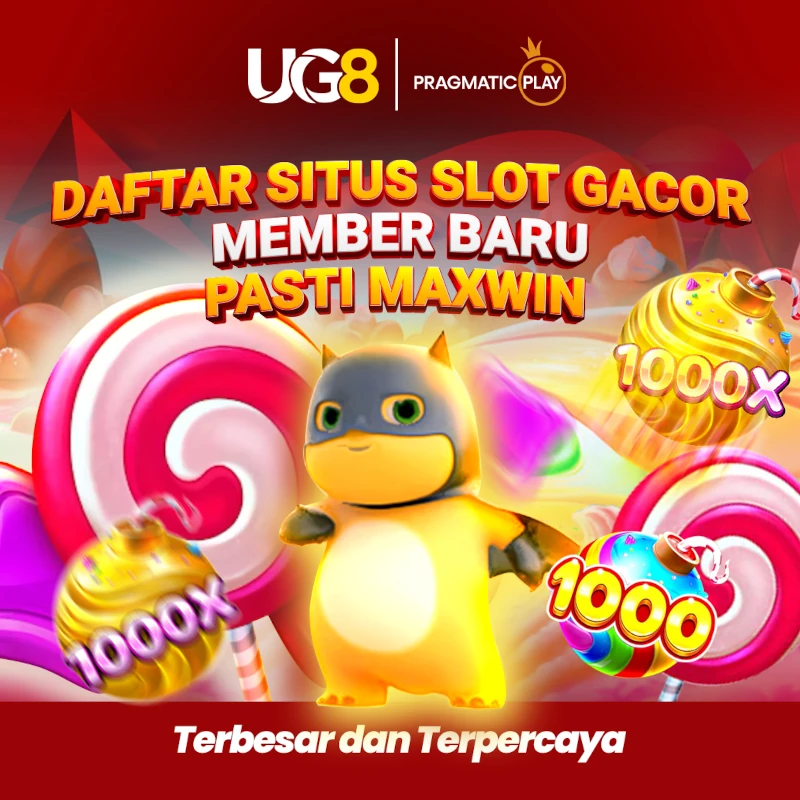 UG8 | PRAGMATIC PLAY
DAFTAR SITUS SLOT GACOR
MEMBER BARU
PASTI MAXWIN
1000X
1000X
1000
Terbesar dan Terpercaya